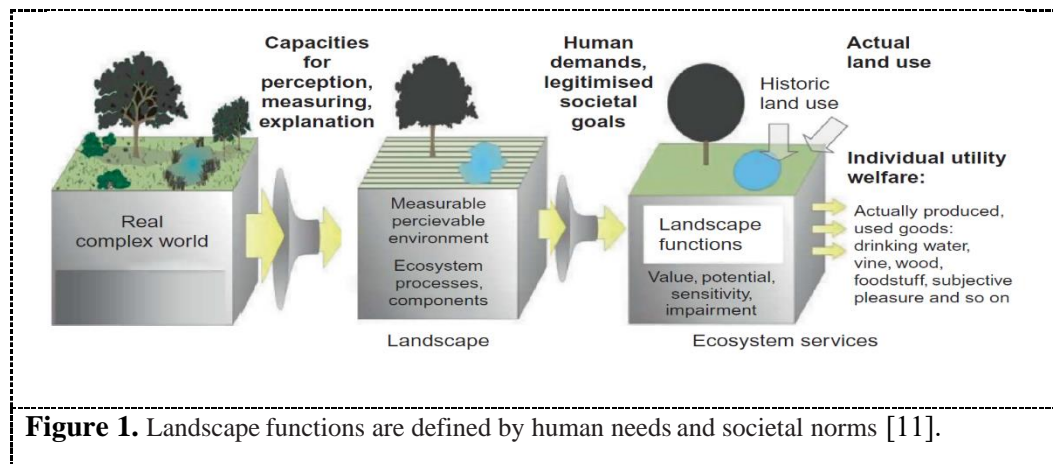 Capacities
for
perception,
measuring,
explanation
Human
demands,
legitimised
societal
goals
Actual
land use
Historic
land use
Real
complex world
Measurable
percievable
environment
Ecosystem
processes,
components
Landscape
Landscape
functions
Value, potential,
sensitivity,
impairment
Ecosystem services
Individual utility
welfare:
Actually produced,
used goods:
drinking water,
vine, wood,
foodstuff, subjective
pleasure and so on
Figure 1. Landscape functions are defined by human needs and societal norms [11].